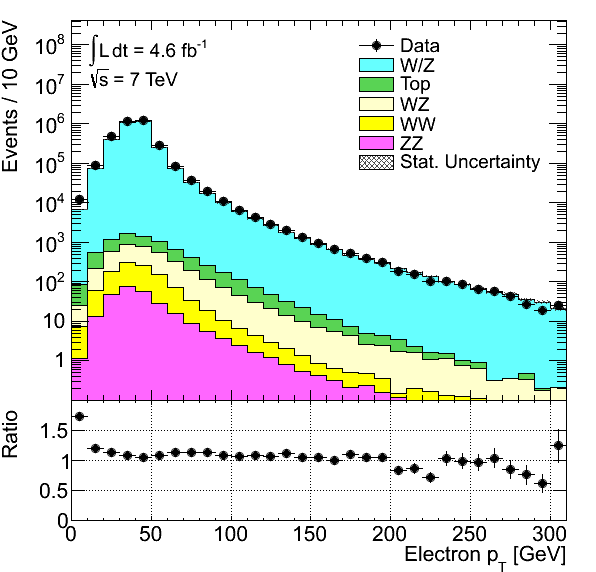 Events / 10 GeV
10⁸
10⁷
10⁶
10⁵
10⁴
10³
10²
10
1
∫L dt = 4.6 fb⁻¹
√s = 7 TeV
Data
W/Z
Top
WZ
WW
ZZ
Stat. Uncertainty
Ratio
1.5
1
0.5
0
0 50 100 150 200 250 300
Electron p_T [GeV]